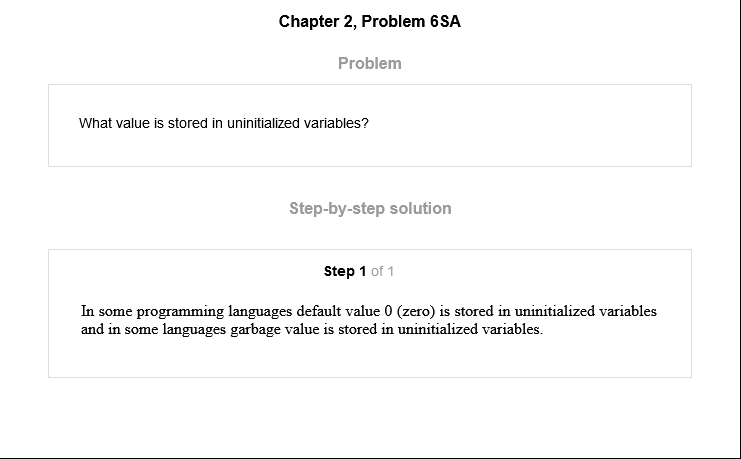 Chapter 2, Problem 6SA
Problem
What value is stored in uninitialized variables?
Step-by-step solution
Step 1 of 1
In some programming languages default value 0 (zero) is stored in uninitialized variables
and in some languages garbage value is stored in uninitialized variables.